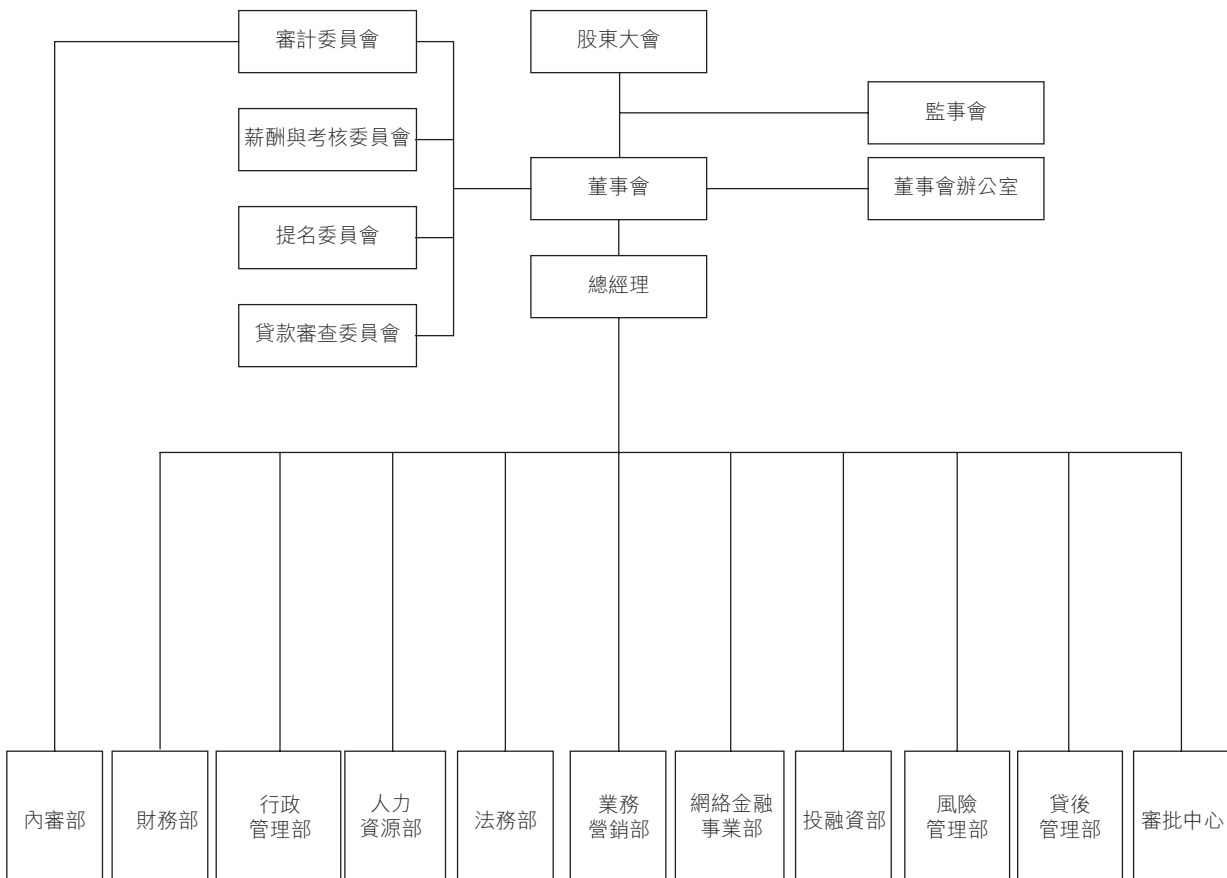 審計委員會
股東大會
監事會
薪酬與考核委員會
董事會
董事會辦公室
提名委員會
總經理
貸款審查委員會
內審部
財務部
行政
管理部
人力
資源部
法務部
業務
營銷部
網絡金融
事業部
投融資部
風險
管理部
貸後
管理部
審批中心